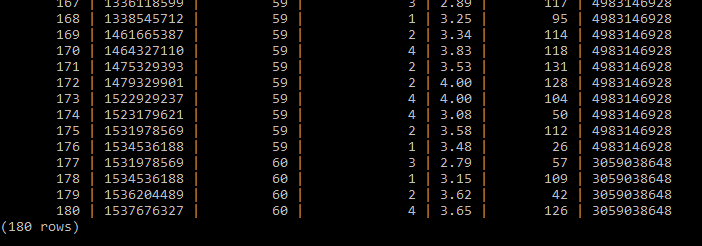 167 | 1336118599 | 59 | 3 | 2.89 | 117 | 4983146928
168 | 1338545712 | 59 | 1 | 3.25 | 95 | 4983146928
169 | 1461665387 | 59 | 2 | 3.34 | 114 | 4983146928
170 | 1464327110 | 59 | 4 | 3.83 | 118 | 4983146928
171 | 1475329393 | 59 | 2 | 3.53 | 131 | 4983146928
172 | 1479329901 | 59 | 2 | 4.00 | 128 | 4983146928
173 | 1522929237 | 59 | 4 | 4.00 | 104 | 4983146928
174 | 1523179621 | 59 | 4 | 3.08 | 50 | 4983146928
175 | 1531978569 | 59 | 2 | 3.58 | 112 | 4983146928
176 | 1534536188 | 59 | 1 | 3.48 | 26 | 4983146928
177 | 1531978569 | 60 | 3 | 2.79 | 57 | 3059038648
178 | 1534536188 | 60 | 1 | 3.15 | 109 | 3059038648
179 | 1536204489 | 60 | 2 | 3.62 | 42 | 3059038648
180 | 1537676327 | 60 | 4 | 3.65 | 126 | 3059038648
(180 rows)